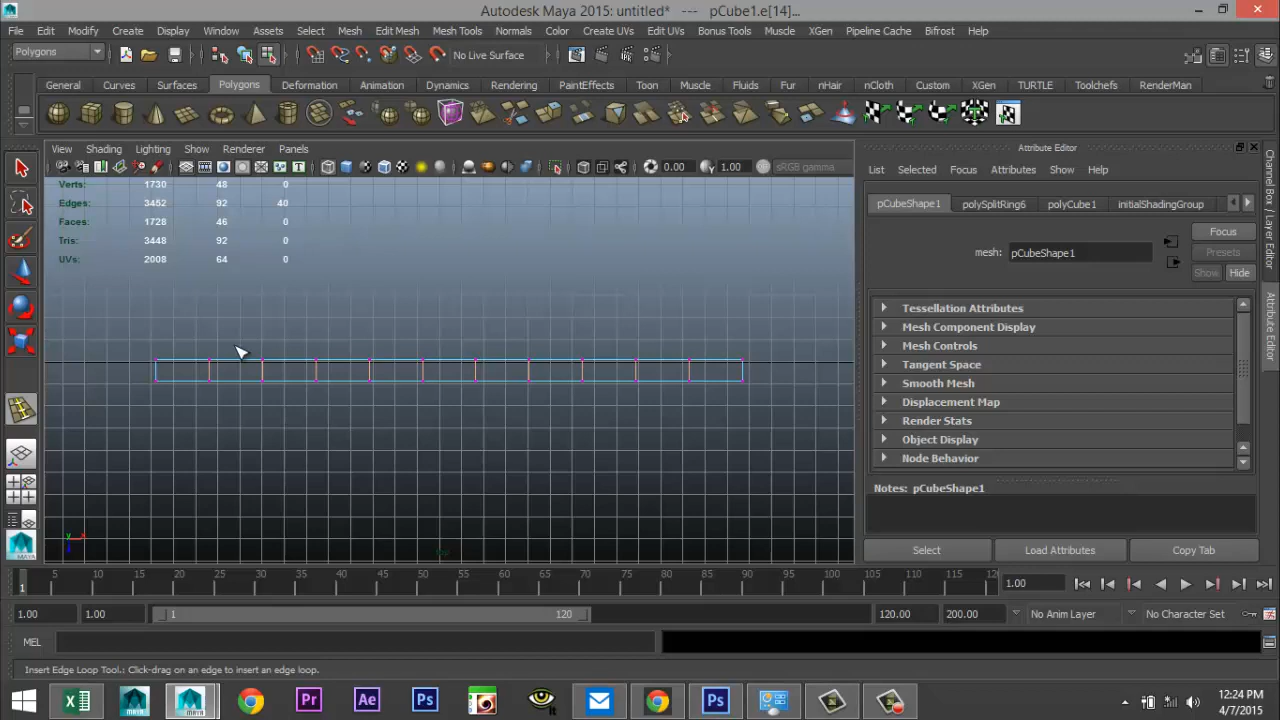 Autodesk Maya 2015: untitled*   ---   pCube1.e[14]...
File Edit Modify Create Display Window Assets Select Mesh Edit Mesh Mesh Tools Normals Color Create UVs Edit UVs Bonus Tools Muscle XGen Pipeline Cache Bifrost Help
Polygons No Live Surface
General Curves Surfaces Polygons Deformation Animation Dynamics Rendering PaintEffects Toon Muscle Fluids Fur nHair nCloth Custom XGen TURTLE Toolchefs RenderMan
View Shading Lighting Show Renderer Panels
Attribute Editor
0.00 1.00 sRGB gamma
List Selected Focus Attributes Show Help
Verts: 1730 48 0
Edges: 3452 92 40
Faces: 1728 46 0
Tris: 3448 92 0
UVs: 2008 64 0
pCubeShape1 polySplitRing6 polyCube1 initialShadingGroup
Focus
mesh: pCubeShape1 Presets
Show Hide
Tessellation Attributes
Mesh Component Display
Mesh Controls
Tangent Space
Smooth Mesh
Displacement Map
Render Stats
Object Display
Node Behavior
Notes: pCubeShape1
Select Load Attributes Copy Tab
Channel Box / Layer Editor
Attribute Editor
y x
1 5 10 15 20 25 30 35 40 45 50 55 60 65 70 75 80 85 90 95 100 105 110 115 12 1.00
1.00 1.00 1 120 120.00 200.00 No Anim Layer No Character Set
MEL
Insert Edge Loop Tool: Click-drag on an edge to insert an edge loop.
MAYA
Pr Ae Ps it Ps
12:24 PM
4/7/2015